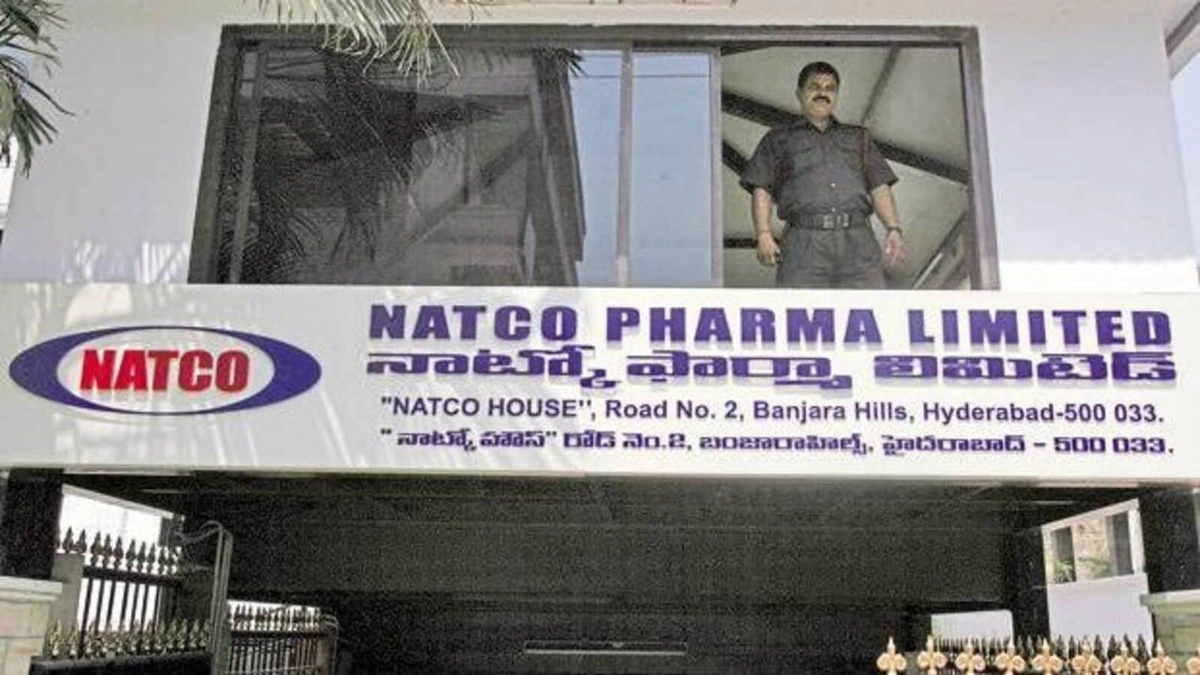 NATCO
NATCO PHARMA LIMITED
నాట్కో ఫార్మా లిమిటెడ్
"NATCO HOUSE", Road No. 2, Banjara Hills, Hyderabad-500 033.
" నాట్కో హౌస్" రోడ్ నెం.2, బంజారాహిల్స్, హైదరాబాద్ - 500 033.